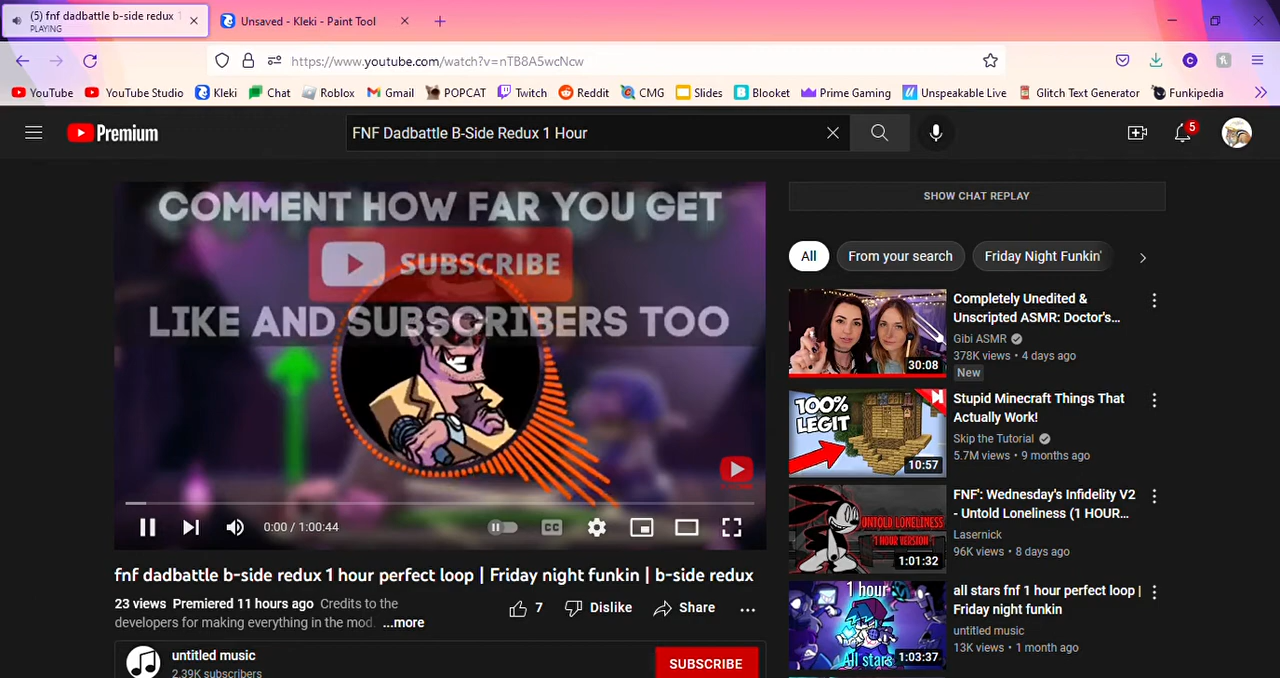 (5) fnf dadbattle b-side redux 1
PLAYING
Unsaved - Kleki - Paint Tool
https://www.youtube.com/watch?v=nTB8A5wcNcw
YouTube YouTube Studio Kleki Chat Roblox Gmail POPCAT Twitch Reddit CMG Slides Blooket Prime Gaming Unspeakable Live Glitch Text Generator Funkipedia
Premium
FNF Dadbattle B-Side Redux 1 Hour
5
COMMENT HOW FAR YOU GET
SUBSCRIBE
LIKE AND SUBSCRIBERS TOO
0:00 / 1:00:44
CC
fnf dadbattle b-side redux 1 hour perfect loop | Friday night funkin | b-side redux
23 views Premiered 11 hours ago Credits to the
developers for making everything in the mod. ...more
7 Dislike Share
untitled music
2.39K subscribers
SUBSCRIBE
SHOW CHAT REPLAY
All From your search Friday Night Funkin'
30:08
Completely Unedited &
Unscripted ASMR: Doctor's...
Gibi ASMR
378K views • 4 days ago
New
100%
LEGIT
10:57
Stupid Minecraft Things That
Actually Work!
Skip the Tutorial
5.7M views • 9 months ago
UNTOLD LONELINESS
1 HOUR VERSION
1:01:32
FNF': Wednesday's Infidelity V2
- Untold Loneliness (1 HOUR...
Lasernick
96K views • 8 days ago
1 hour
All stars
1:03:37
all stars fnf 1 hour perfect loop |
Friday night funkin
untitled music
13K views • 1 month ago